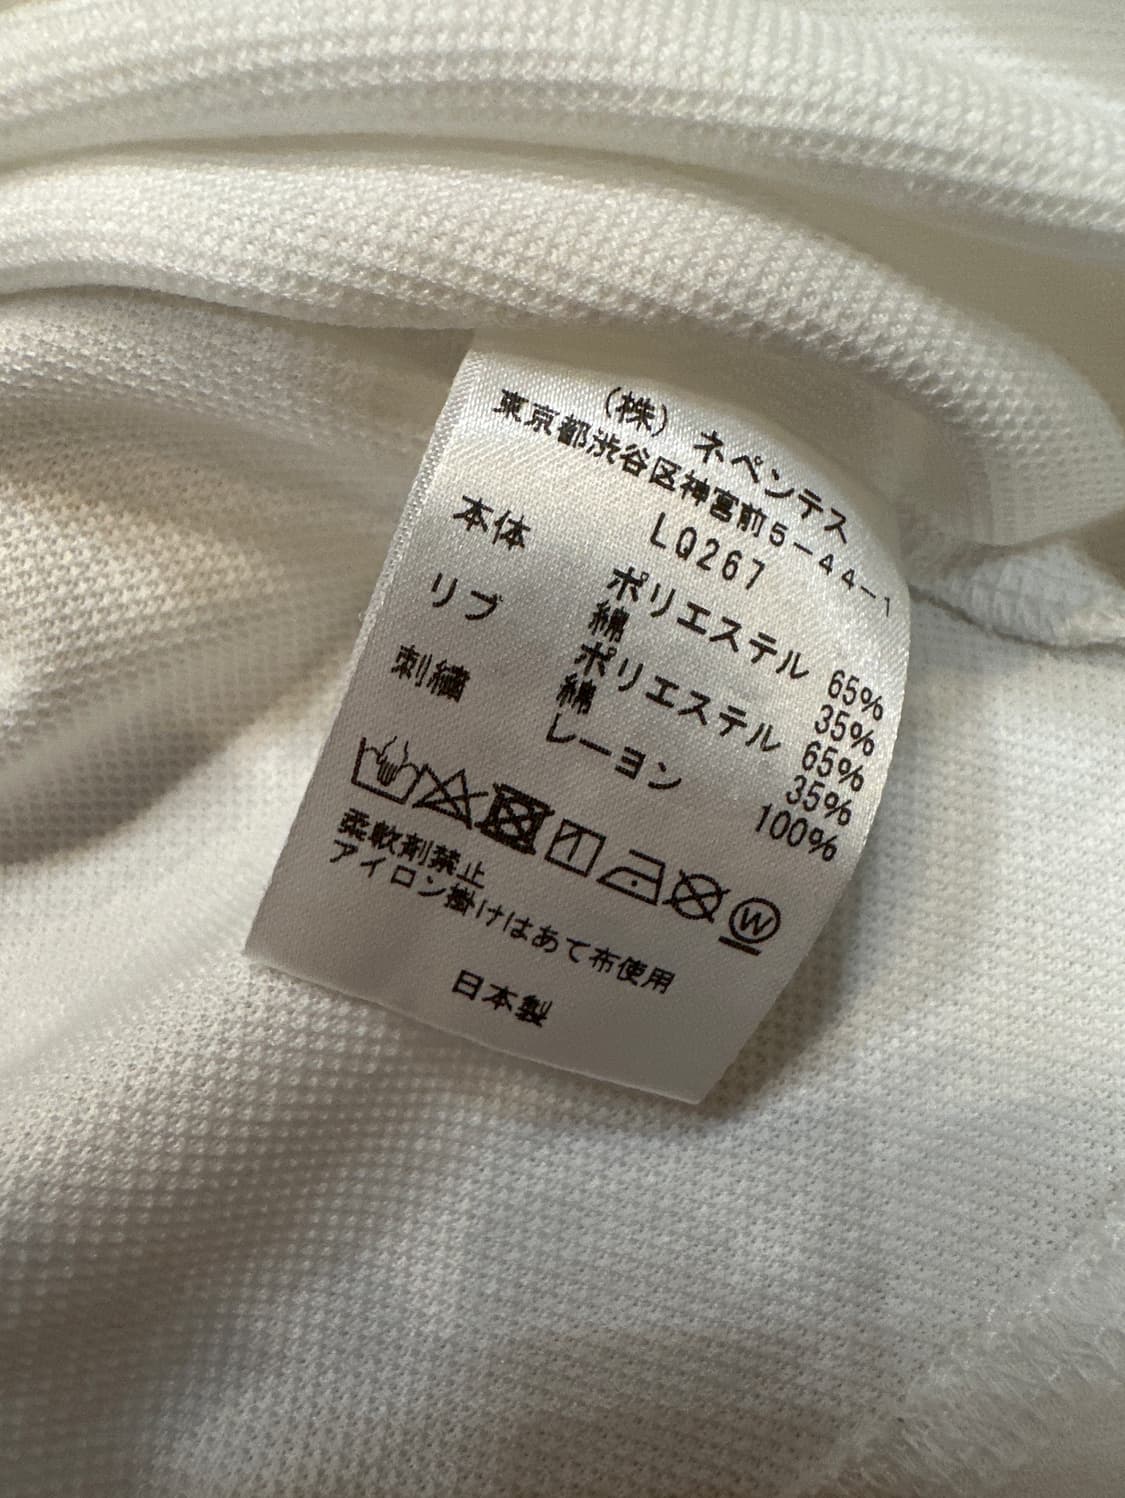 (株) ネペンテス
東京都渋谷区神宮前5-44-1
LQ267
本体 ポリエステル 65%
綿 35%
リブ ポリエステル 65%
綿 35%
刺繍 レーヨン 100%
W
柔軟剤禁止
アイロン掛けはあて布使用
日本製